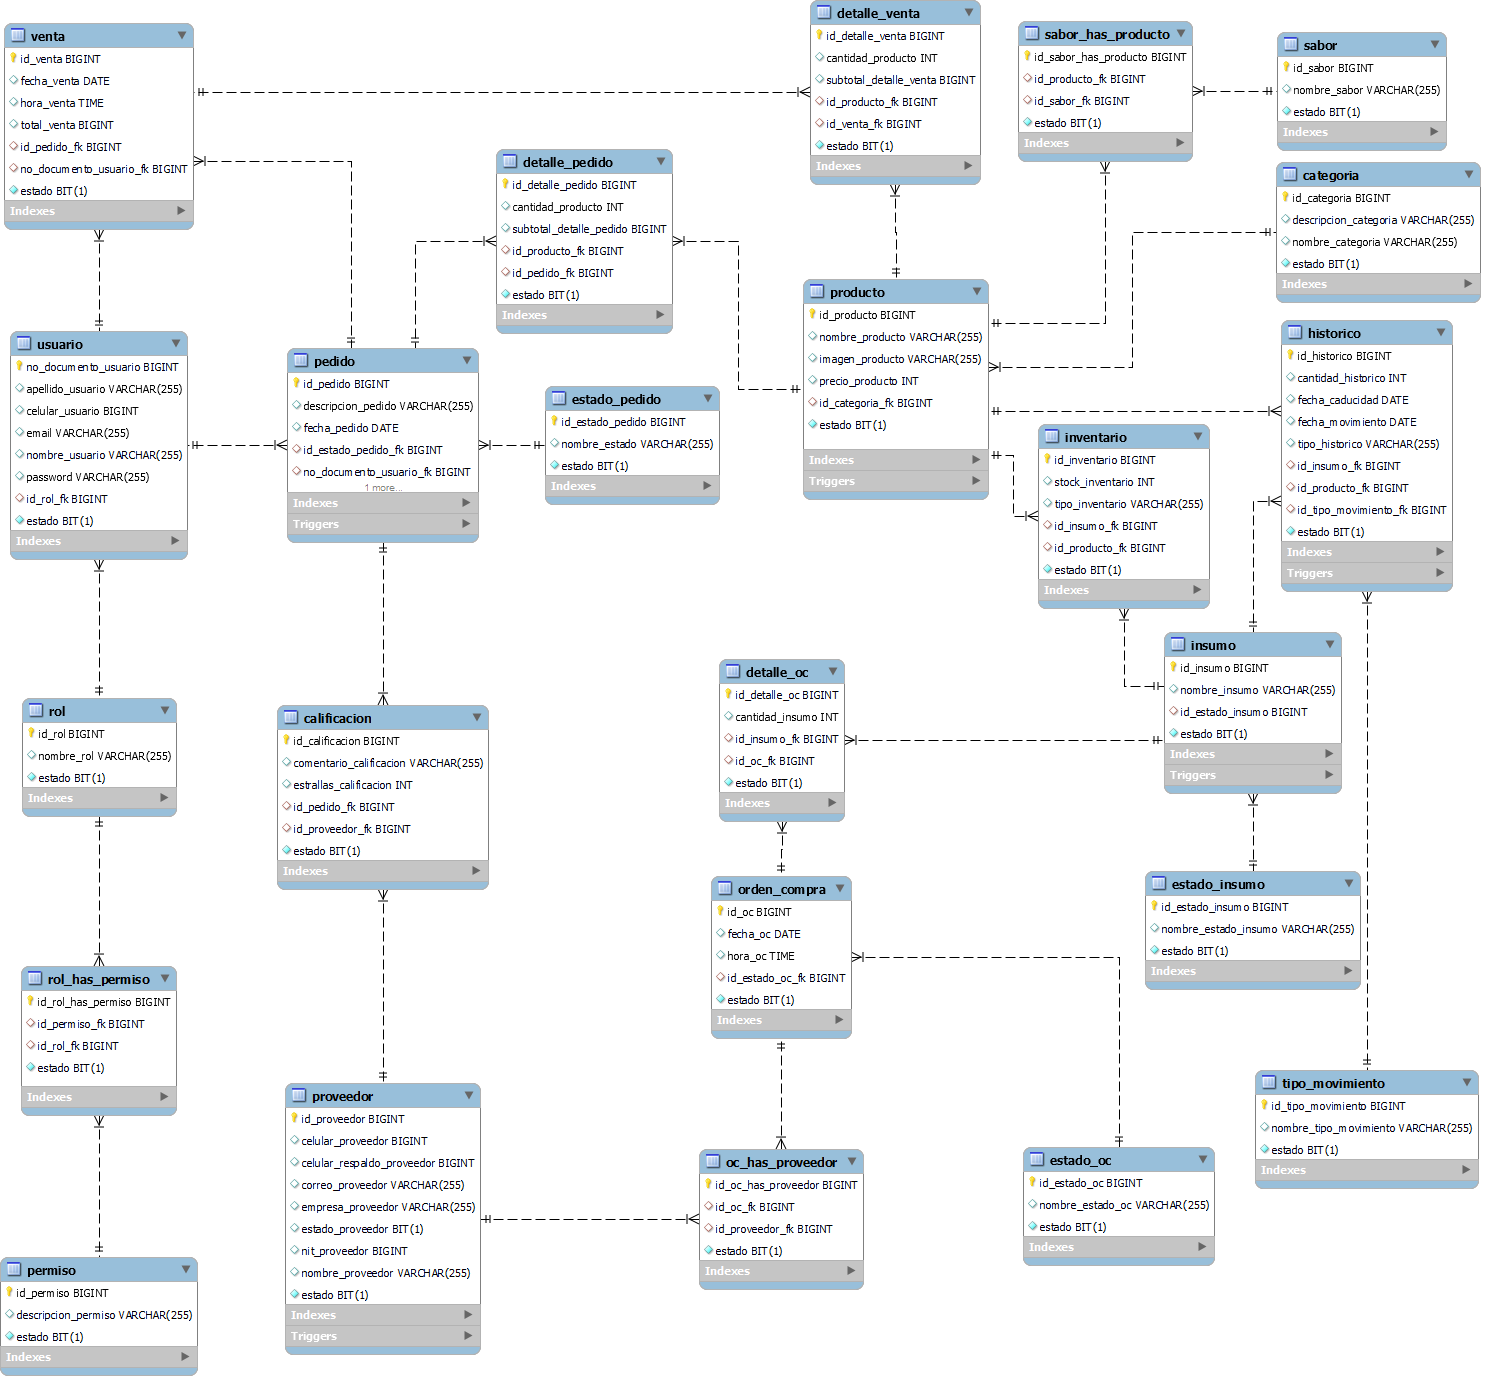 venta
id_venta BIGINT
fecha_venta DATE
hora_venta TIME
total_venta BIGINT
id_pedido_fk BIGINT
no_documento_usuario_fk BIGINT
estado BIT(1)
Indexes
detalle_venta
id_detalle_venta BIGINT
cantidad_producto INT
subtotal_detalle_venta BIGINT
id_producto_fk BIGINT
id_venta_fk BIGINT
estado BIT(1)
Indexes
sabor_has_producto
id_sabor_has_producto BIGINT
id_producto_fk BIGINT
id_sabor_fk BIGINT
estado BIT(1)
Indexes
sabor
id_sabor BIGINT
nombre_sabor VARCHAR(255)
estado BIT(1)
Indexes
detalle_pedido
id_detalle_pedido BIGINT
cantidad_producto INT
subtotal_detalle_pedido BIGINT
id_producto_fk BIGINT
id_pedido_fk BIGINT
estado BIT(1)
Indexes
categoria
id_categoria BIGINT
descripcion_categoria VARCHAR(255)
nombre_categoria VARCHAR(255)
estado BIT(1)
Indexes
usuario
no_documento_usuario BIGINT
apellido_usuario VARCHAR(255)
celular_usuario BIGINT
email VARCHAR(255)
nombre_usuario VARCHAR(255)
password VARCHAR(255)
id_rol_fk BIGINT
estado BIT(1)
Indexes
pedido
id_pedido BIGINT
descripcion_pedido VARCHAR(255)
fecha_pedido DATE
id_estado_pedido_fk BIGINT
no_documento_usuario_fk BIGINT
1 more...
Indexes
Triggers
estado_pedido
id_estado_pedido BIGINT
nombre_estado VARCHAR(255)
estado BIT(1)
Indexes
producto
id_producto BIGINT
nombre_producto VARCHAR(255)
imagen_producto VARCHAR(255)
precio_producto INT
id_categoria_fk BIGINT
estado BIT(1)
Indexes
Triggers
historico
id_historico BIGINT
cantidad_historico INT
fecha_caducidad DATE
fecha_movimiento DATE
tipo_historico VARCHAR(255)
id_insumo_fk BIGINT
id_producto_fk BIGINT
id_tipo_movimiento_fk BIGINT
estado BIT(1)
Indexes
Triggers
inventario
id_inventario BIGINT
stock_inventario INT
tipo_inventario VARCHAR(255)
id_insumo_fk BIGINT
id_producto_fk BIGINT
estado BIT(1)
Indexes
insumo
id_insumo BIGINT
nombre_insumo VARCHAR(255)
id_estado_insumo BIGINT
estado BIT(1)
Indexes
Triggers
detalle_oc
id_detalle_oc BIGINT
cantidad_insumo INT
id_insumo_fk BIGINT
id_oc_fk BIGINT
estado BIT(1)
Indexes
rol
id_rol BIGINT
nombre_rol VARCHAR(255)
estado BIT(1)
Indexes
calificacion
id_calificacion BIGINT
comentario_calificacion VARCHAR(255)
estrallas_calificacion INT
id_pedido_fk BIGINT
id_proveedor_fk BIGINT
estado BIT(1)
Indexes
orden_compra
id_oc BIGINT
fecha_oc DATE
hora_oc TIME
id_estado_oc_fk BIGINT
estado BIT(1)
Indexes
estado_insumo
id_estado_insumo BIGINT
nombre_estado_insumo VARCHAR(255)
estado BIT(1)
Indexes
rol_has_permiso
id_rol_has_permiso BIGINT
id_permiso_fk BIGINT
id_rol_fk BIGINT
estado BIT(1)
Indexes
proveedor
id_proveedor BIGINT
celular_proveedor BIGINT
celular_respaldo_proveedor BIGINT
correo_proveedor VARCHAR(255)
empresa_proveedor VARCHAR(255)
estado_proveedor BIT(1)
nit_proveedor BIGINT
nombre_proveedor VARCHAR(255)
estado BIT(1)
Indexes
Triggers
oc_has_proveedor
id_oc_has_proveedor BIGINT
id_oc_fk BIGINT
id_proveedor_fk BIGINT
estado BIT(1)
Indexes
estado_oc
id_estado_oc BIGINT
nombre_estado_oc VARCHAR(255)
estado BIT(1)
Indexes
tipo_movimiento
id_tipo_movimiento BIGINT
nombre_tipo_movimiento VARCHAR(255)
estado BIT(1)
Indexes
permiso
id_permiso BIGINT
descripcion_permiso VARCHAR(255)
estado BIT(1)
Indexes